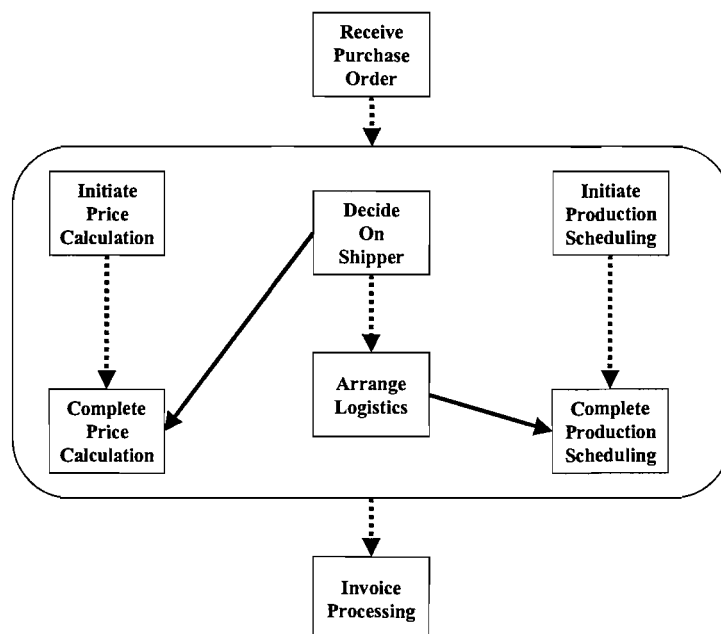 Receive
Purchase
Order
Initiate
Price
Calculation
Decide
On
Shipper
Initiate
Production
Scheduling
Complete
Price
Calculation
Arrange
Logistics
Complete
Production
Scheduling
Invoice
Processing